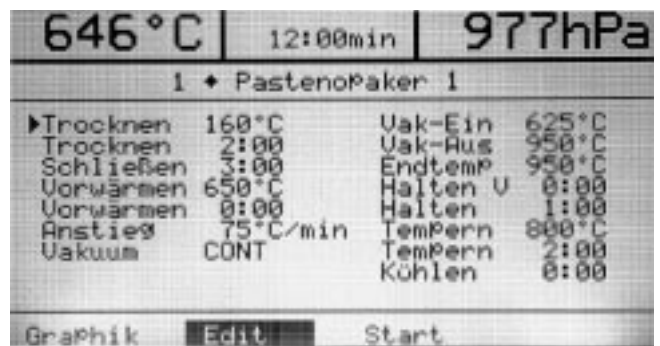 646°C 12:00min 977hPa
1 ◆ Pastenopaker 1
▶Trocknen 160°C Vak-Ein 625°C
Trocknen 2:00 Vak-Aus 950°C
Schließen 3:00 Endtemp 950°C
Vorwärmen 650°C Halten V 0:00
Vorwärmen 0:00 Halten 1:00
Anstieg 75°C/min Tempern 800°C
Vakuum CONT Tempern 2:00
Kühlen 0:00
Graphik Edit Start